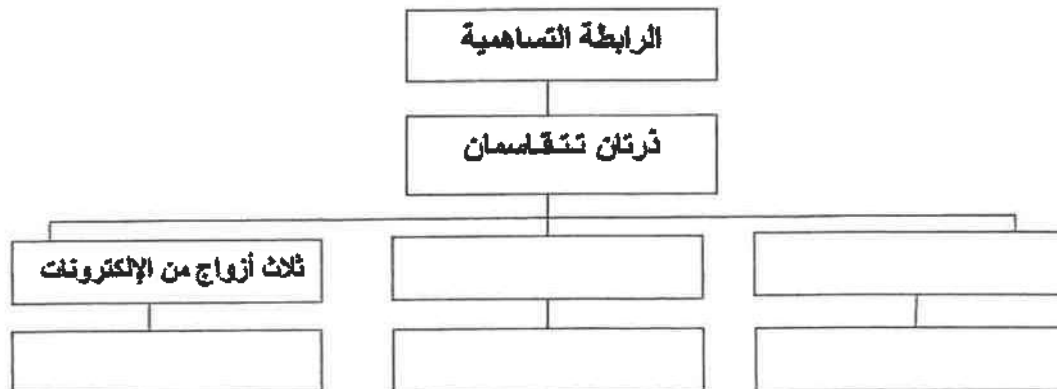 الرابطة التساهمية
ذرتان تتقاسمان
ثلاث أزواج من الإلكترونات